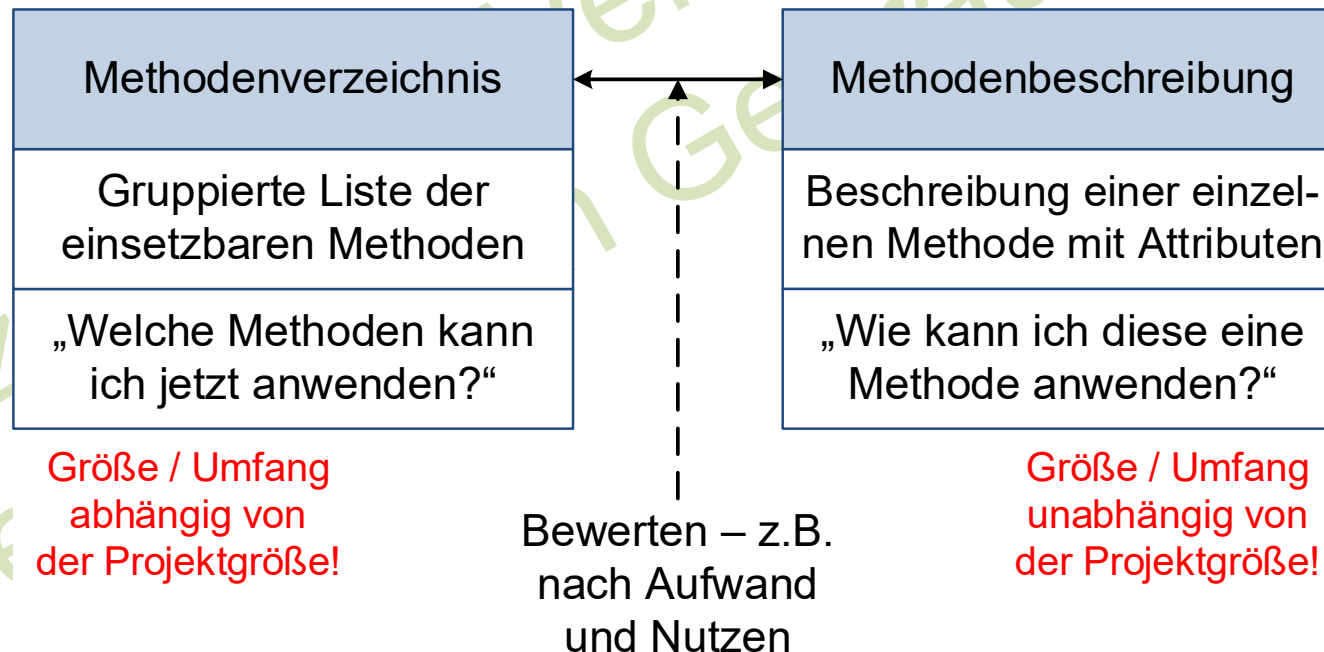 Methodenverzeichnis
Gruppierte Liste der
einsetzbaren Methoden
„Welche Methoden kann
ich jetzt anwenden?“
Größe / Umfang
abhängig von
der Projektgröße!
Bewerten – z.B.
nach Aufwand
und Nutzen
Methodenbeschreibung
Beschreibung einer einzel-
nen Methode mit Attributen
„Wie kann ich diese eine
Methode anwenden?“
Größe / Umfang
unabhängig von
der Projektgröße!